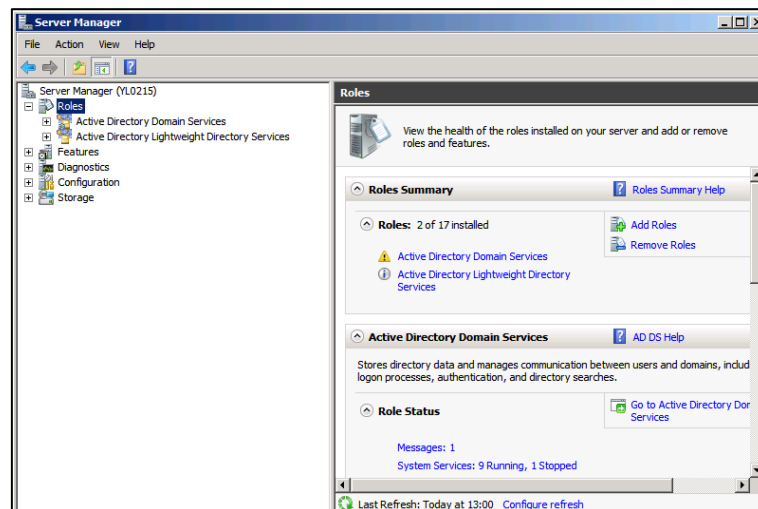 Server Manager
File Action View Help
Server Manager (YL0215)
Roles
Active Directory Domain Services
Active Directory Lightweight Directory Services
Features
Diagnostics
Configuration
Storage
Roles
View the health of the roles installed on your server and add or remove
roles and features.
Roles Summary
Roles Summary Help
Roles: 2 of 17 installed
Add Roles
Remove Roles
Active Directory Domain Services
Active Directory Lightweight Directory
Services
Active Directory Domain Services
AD DS Help
Stores directory data and manages communication between users and domains, includ
logon processes, authentication, and directory searches.
Role Status
Go to Active Directory Dor
Services
Messages: 1
System Services: 9 Running, 1 Stopped
Last Refresh: Today at 13:00 Configure refresh